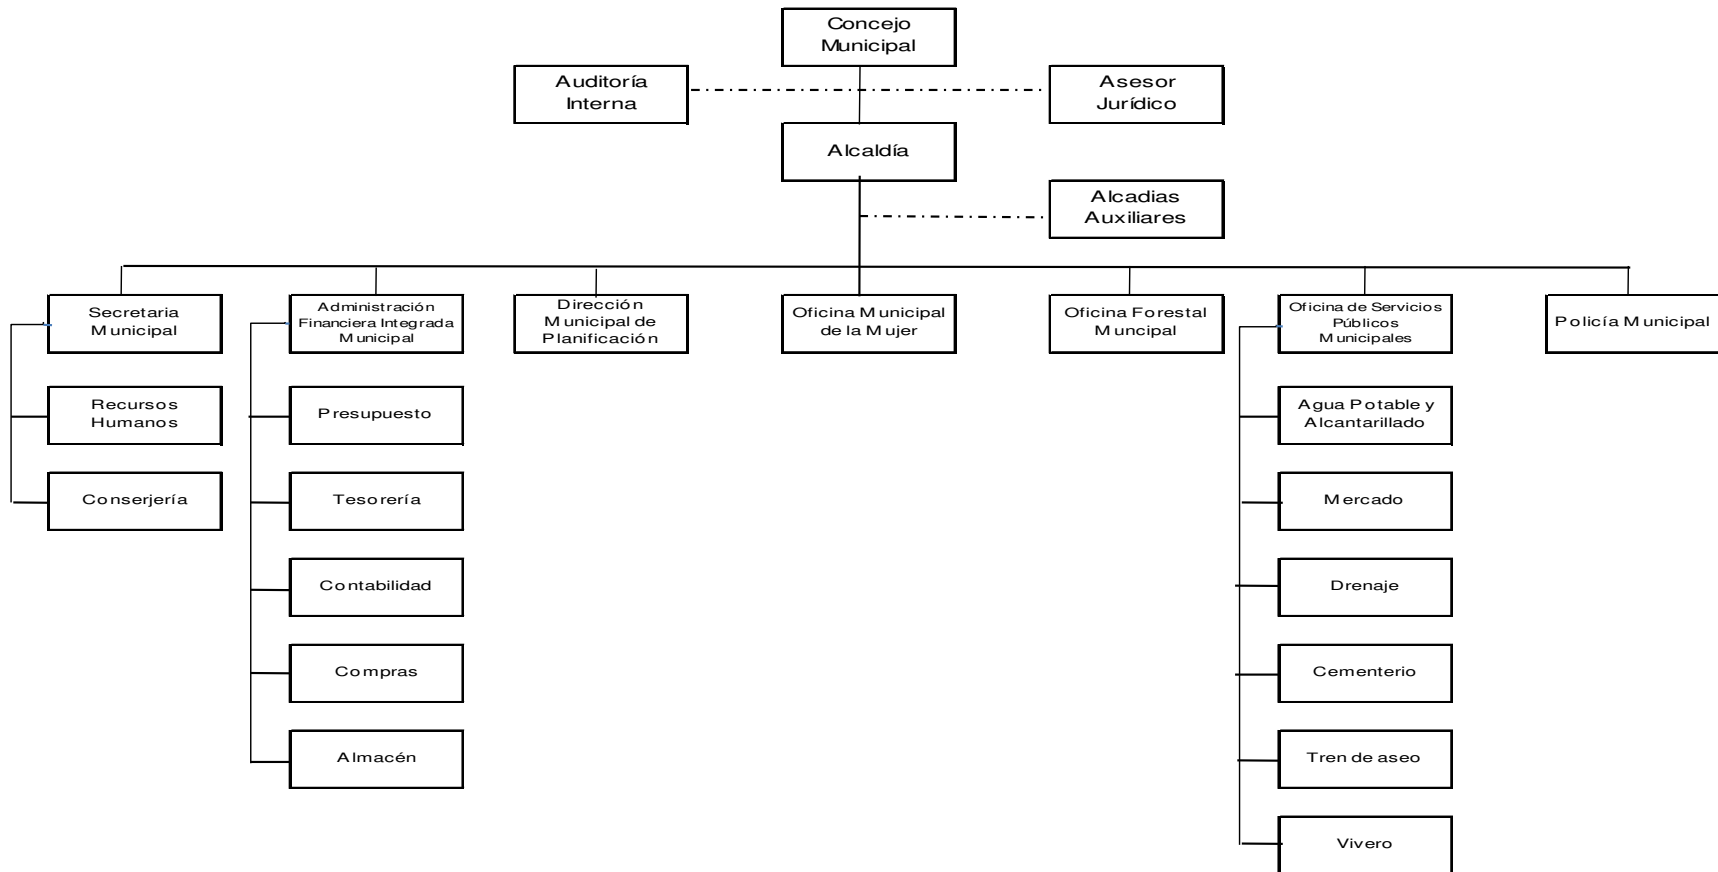 Concejo
Municipal
Auditoría
Interna
Asesor
Jurídico
Alcaldía
Alcadias
Auxiliares
Secretaria
Municipal
Administración
Financiera Integrada
Municipal
Dirección
Municipal de
Planificación
Oficina Municipal
de la Mujer
Oficina Forestal
Muncipal
Oficina de Servicios
Públicos
Municipales
Policía Municipal
Recursos
Humanos
Presupuesto
Agua Potable y
Alcantarillado
Conserjería
Tesorería
Mercado
Contabilidad
Drenaje
Compras
Cementerio
Almacén
Tren de aseo
Vivero